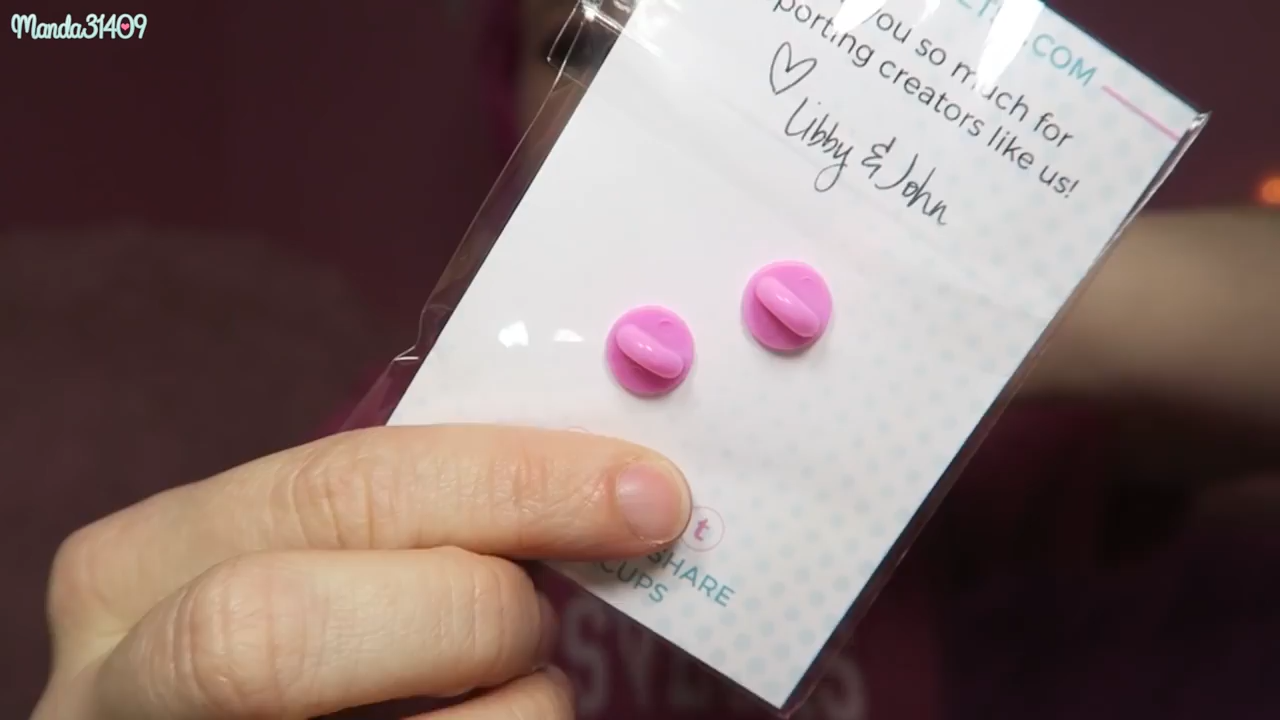 Manda31409
.COM
you so much for
porting creators like us!
Libby & John
t
SHARE
CUPS